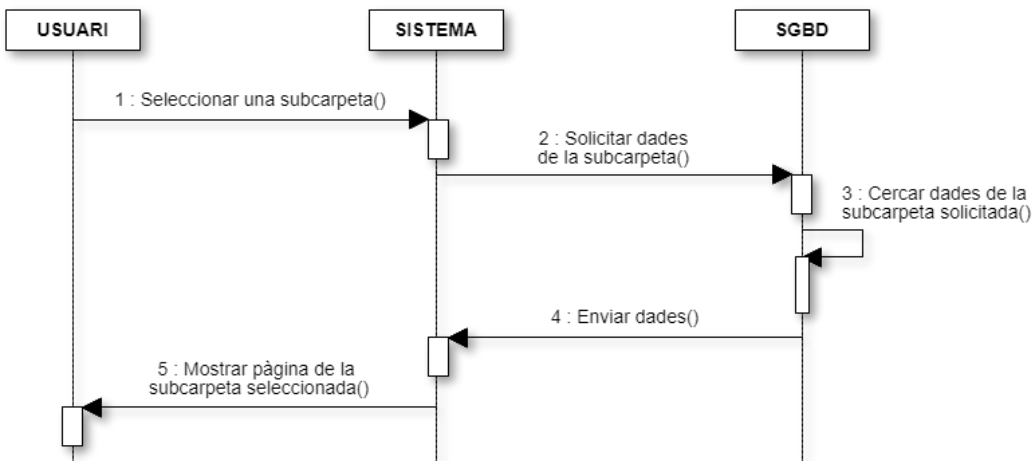 USUARI
SISTEMA
SGBD
1 : Seleccionar una subcarpeta()
2 : Solicitar dades
de la subcarpeta()
3 : Cercar dades de la
subcarpeta solicitada()
4 : Enviar dades()
5 : Mostrar pàgina de la
subcarpeta seleccionada()